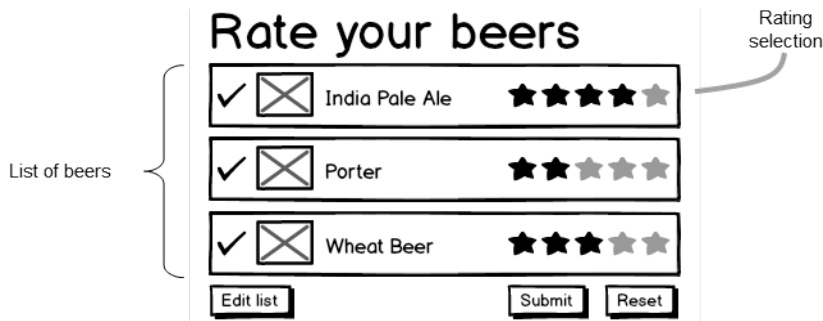 Rate your beers
Rating
selection
India Pale Ale
List of beers
Porter
Wheat Beer
Edit list
Submit
Reset